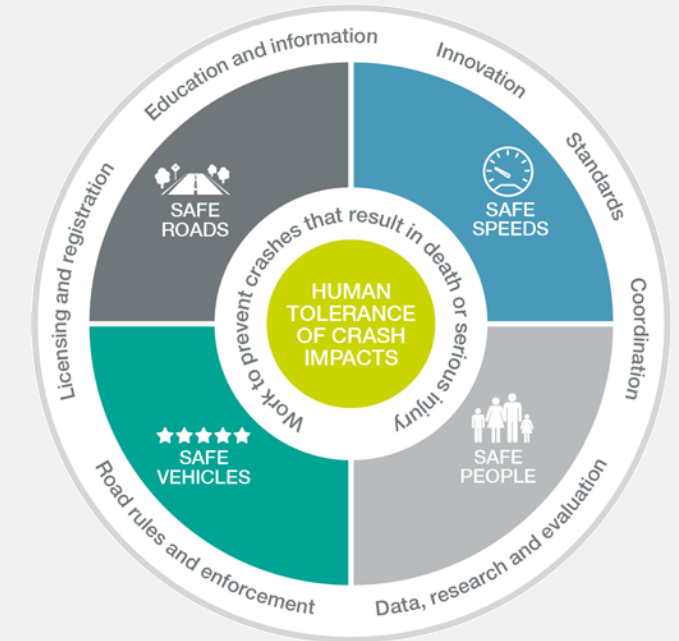 Education and information
Innovation
Standards
Coordination
Data, research and evaluation
Road rules and enforcement
Licensing and registration
SAFE
ROADS
SAFE
SPEEDS
Work to prevent crashes that result in death or serious injury
HUMAN
TOLERANCE
OF CRASH
IMPACTS
SAFE
VEHICLES
SAFE
PEOPLE